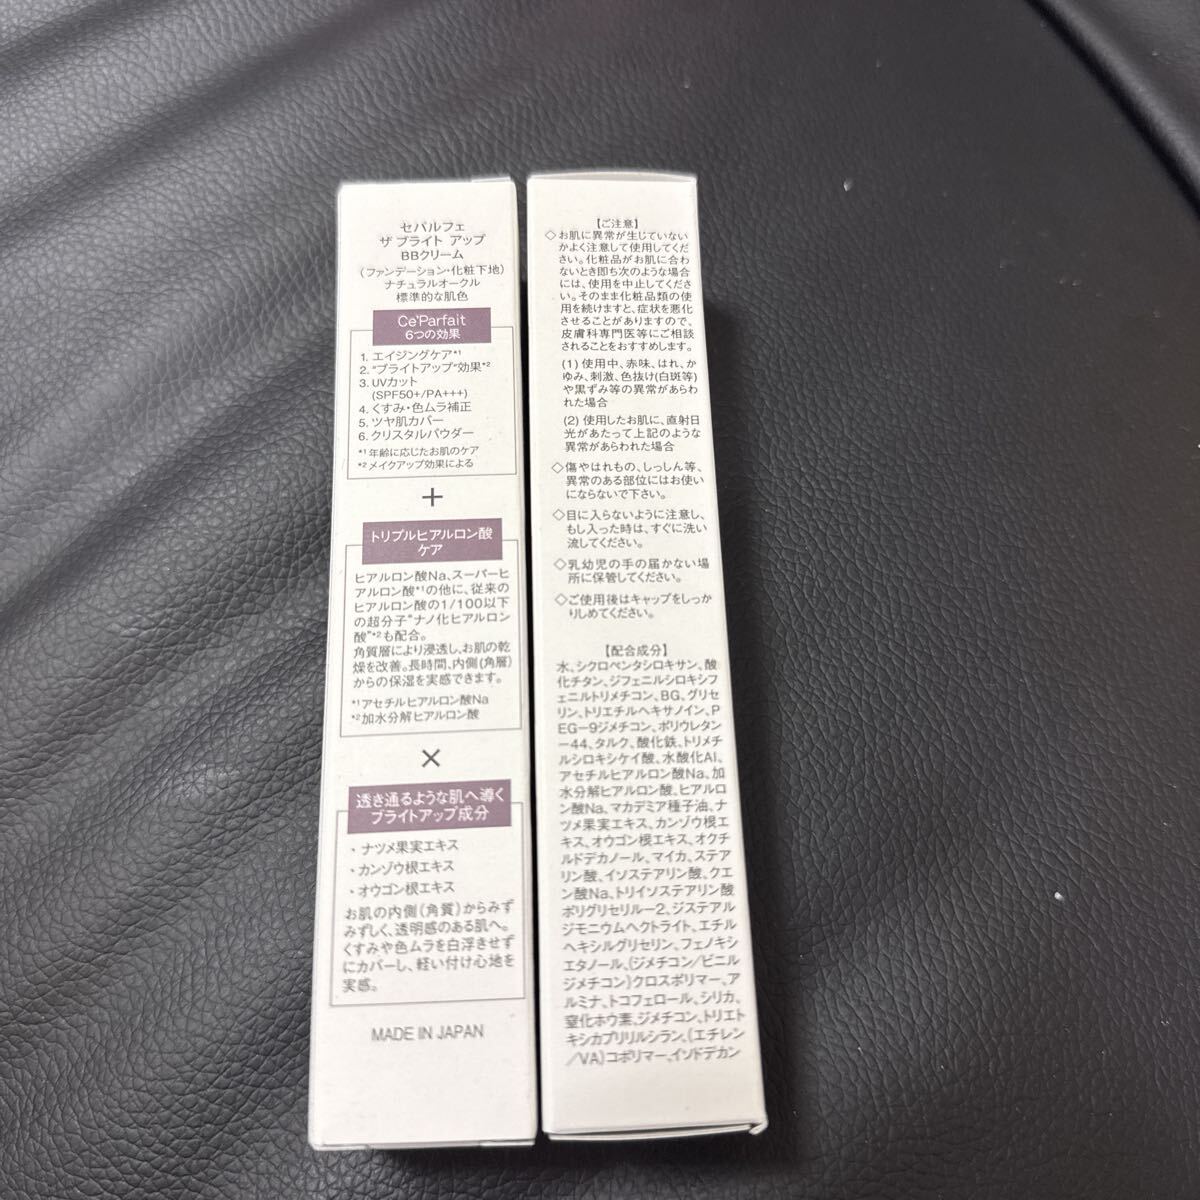 セパルフェ
ザ ブライト アップ
BBクリーム
(ファンデーション・化粧下地)
ナチュラルオークル
標準的な肌色
Ce'Parfait
6つの効果
1. エイジングケア*1
2. "ブライトアップ"効果*2
3. UVカット
(SPF50+/PA+++)
4. くすみ・色ムラ補正
5. ツヤ肌カバー
6. クリスタルパウダー
*1 年齢に応じたお肌のケア
*2 メイクアップ効果による
+
トリプルヒアルロン酸
ケア
ヒアルロン酸Na、スーパーヒ
アルロン酸*1の他に、従来の
ヒアルロン酸の1/100以下
の超分子"ナノ化ヒアルロン
酸"*2も配合。
角質層により浸透し、お肌の乾
燥を改善。長時間、内側(角層)
からの保湿を実感できます。
*1アセチルヒアルロン酸Na
*2加水分解ヒアルロン酸
×
透き通るような肌へ導く
ブライトアップ成分
、ナツメ果実エキス
、カンゾウ根エキス
、オウゴン根エキス
お肌の内側(角質)からみず
みずしく、透明感のある肌へ。
くすみや色ムラを白浮きせず
にカバーし、軽い付け心地を
実感。
MADE IN JAPAN
【ご注意】
◇お肌に異常が生じていない
かよく注意して使用してくだ
さい。化粧品がお肌に合わ
ないとき即ち次のような場合
には、使用を中止してくださ
い。そのまま化粧品類の使
用を続けますと、症状を悪化
させることがありますので、
皮膚科専門医等にご相談
されることをおすすめします。
(1) 使用中、赤味、はれ、か
ゆみ、刺激、色抜け(白斑等)
や黒ずみ等の異常があらわ
れた場合
(2) 使用したお肌に、直射日
光があたって上記のような
異常があらわれた場合
◇傷やはれもの、しっしん等、
異常のある部位にはお使い
にならないで下さい。
◇目に入らないように注意し、
もし入った時は、すぐに洗い
流してください。
◇乳幼児の手の届かない場
所に保管してください。
◇ご使用後はキャップをしっか
りしめてください。
【配合成分】
水、シクロペンタシロキサン、酸
化チタン、ジフェニルシロキシフ
ェニルトリメチコン、BG、グリセ
リン、トリエチルヘキサノイン、P
EG−9ジメチコン、ポリウレタン
−44、タルク、酸化鉄、トリメチ
ルシロキシケイ酸、水酸化Al、
アセチルヒアルロン酸Na、加
水分解ヒアルロン酸、ヒアルロ
ン酸Na、マカデミア種子油、ナ
ツメ果実エキス、カンゾウ根エ
キス、オウゴン根エキス、オクチ
ルドデカノール、マイカ、ステア
リン酸、イソステアリン酸、クエ
ン酸Na、トリイソステアリン酸
ポリグリセリル−2、ジステアル
ジモニウムヘクトライト、エチル
ヘキシルグリセリン、フェノキシ
エタノール、(ジメチコン/ビニル
ジメチコン)クロスポリマー、ア
ルミナ、トコフェロール、シリカ、
窒化ホウ素、ジメチコン、トリエト
キシカプリリルシラン、(エチレン
/VA)コポリマー、イソドデカン